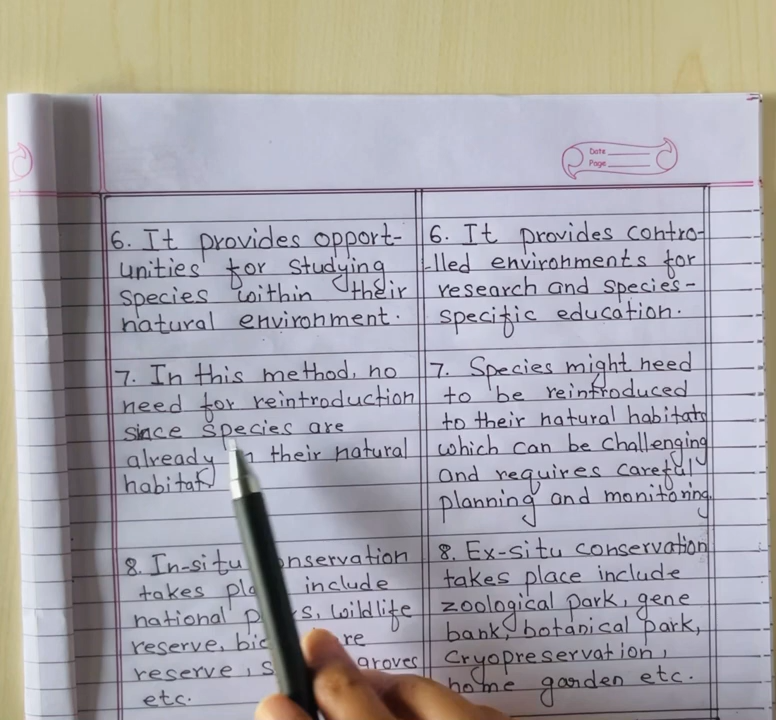 Date
Page
6. It provides opport-
unities for studying
species within their
natural environment.
7. In this method, no
need for reintroduction
since species are
already in their natural
habitat
8. In-situ
takes include
national wildlife
reserve,
reserve, groves
etc.
6. It provides contro-
-lled environments for
research and species-
specific education.
7. Species might need
to be reintroduced
to their natural habitats
which can be challenging
and requires careful
planning and monitoring.
8. Ex-situ conservation
takes place include
zoological park, gene
bank, botanical park,
cryopreservation,
home garden etc.